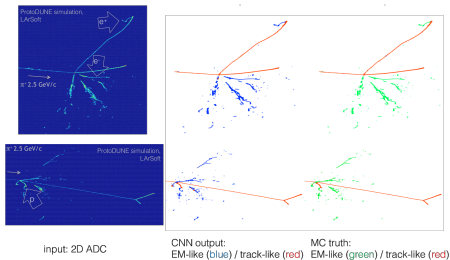 ProtoDUNE simulation,
LArSoft
e+
e-
π+ 2.5 GeV/c
π+ 2.5 GeV/c
ProtoDUNE simulation,
LArSoft
p
input: 2D ADC
CNN output:
EM-like (blue) / track-like (red)
MC truth:
EM-like (green) / track-like (red)